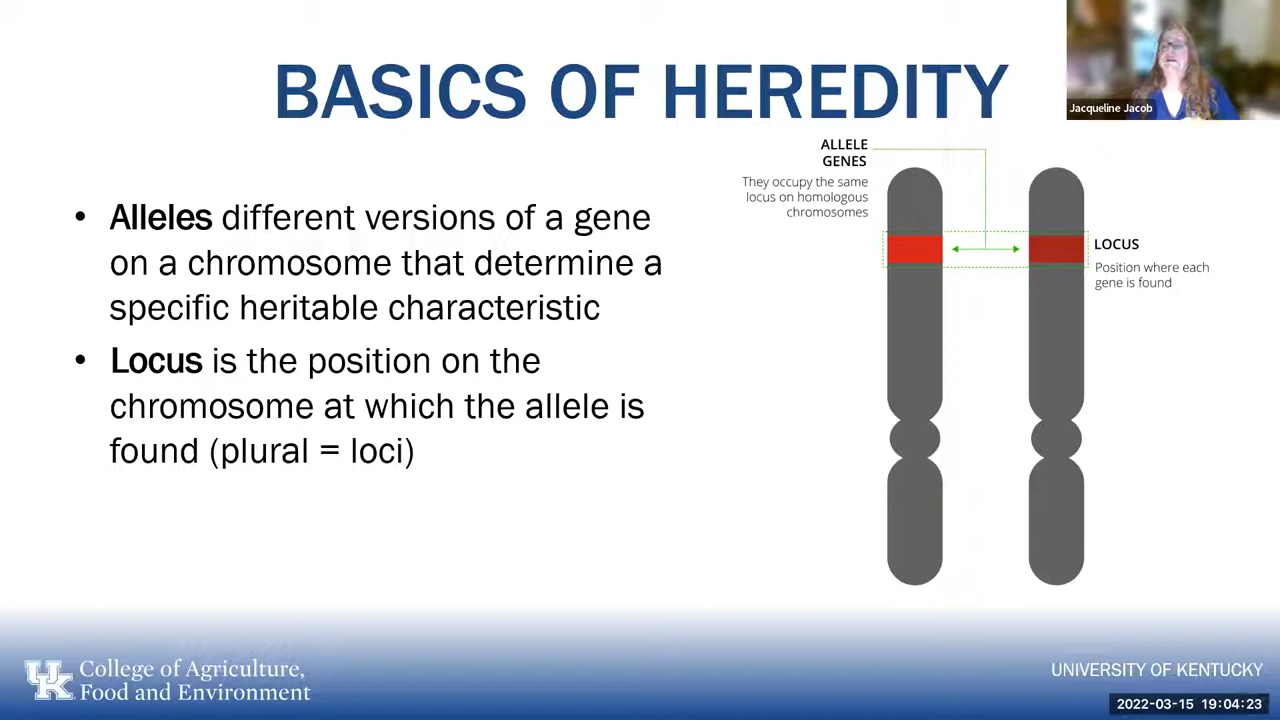 BASICS OF HEREDITY
Jacqueline Jacob
• Alleles different versions of a gene
on a chromosome that determine a
specific heritable characteristic
• Locus is the position on the
chromosome at which the allele is
found (plural = loci)
ALLELE
GENES
They occupy the same
locus on homologous
chromosomes
LOCUS
Position where each
gene is found
UK
College of Agriculture,
Food and Environment
UNIVERSITY OF KENTUCKY
2022-03-15 19:04:23